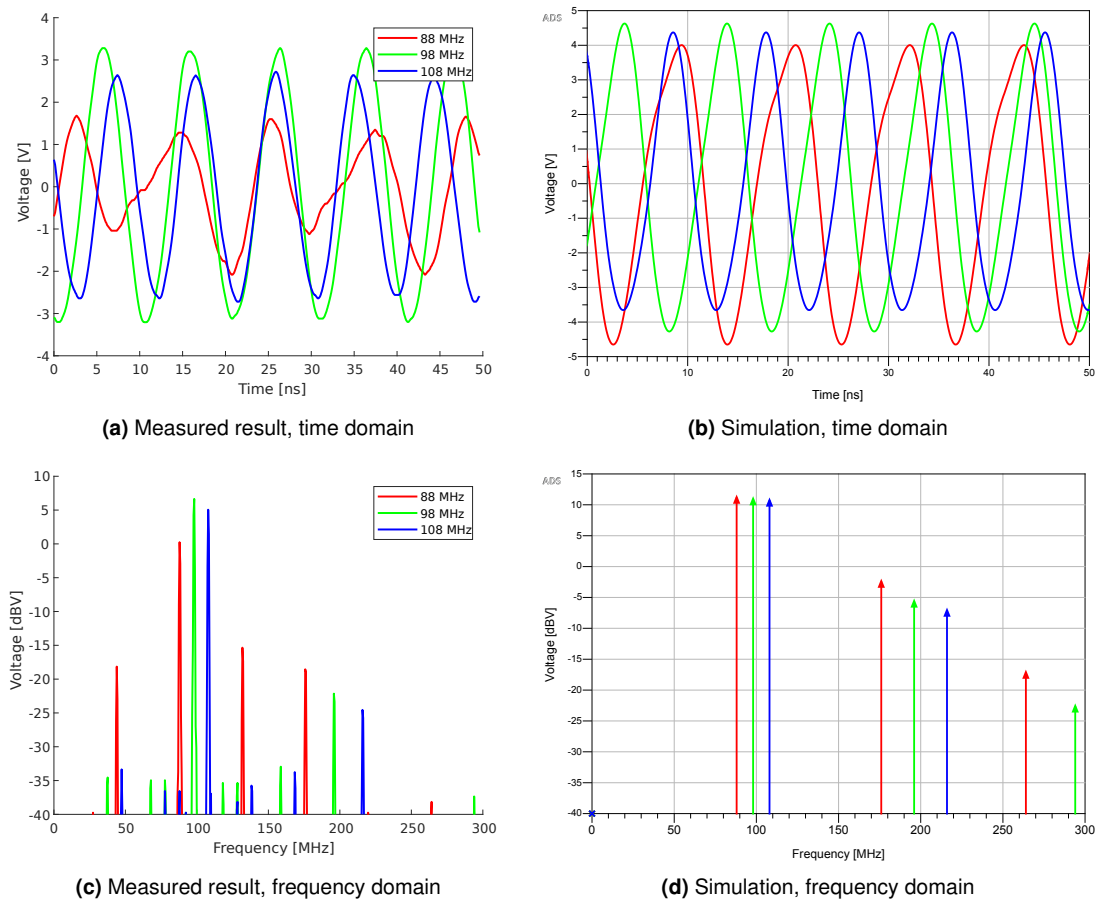 4
3
2
1
0
-1
-2
-3
-4
Voltage [V]
0 5 10 15 20 25 30 35 40 45 50
Time [ns]
88 MHz
98 MHz
108 MHz
(a) Measured result, time domain
ADS
5
4
3
2
1
0
-1
-2
-3
-4
-5
Voltage [V]
0 10 20 30 40 50
Time [ns]
(b) Simulation, time domain
10
5
0
-5
-10
-15
-20
-25
-30
-35
-40
Voltage [dBV]
0 50 100 150 200 250 300
Frequency [MHz]
88 MHz
98 MHz
108 MHz
(c) Measured result, frequency domain
ADS
15
10
5
0
-5
-10
-15
-20
-25
-30
-35
-40
Voltage [dBV]
0 50 100 150 200 250 300
Frequency [MHz]
(d) Simulation, frequency domain